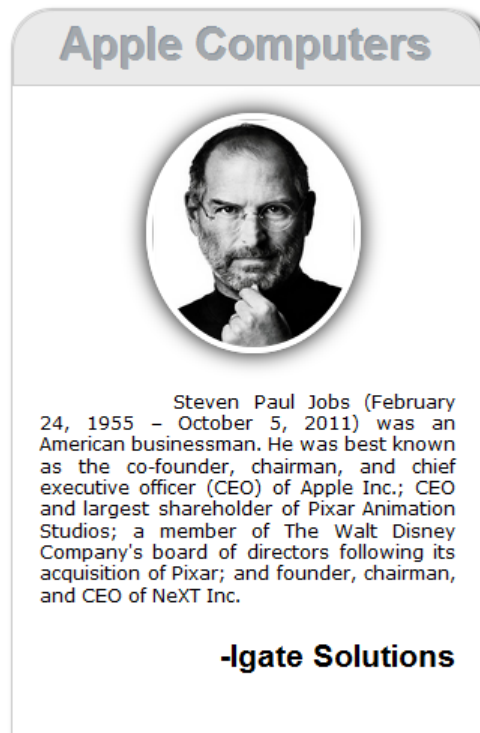 Apple Computers
Steven Paul Jobs (February
24, 1955 – October 5, 2011) was an
American businessman. He was best known
as the co-founder, chairman, and chief
executive officer (CEO) of Apple Inc.; CEO
and largest shareholder of Pixar Animation
Studios; a member of The Walt Disney
Company's board of directors following its
acquisition of Pixar; and founder, chairman,
and CEO of NeXT Inc.
-Igate Solutions